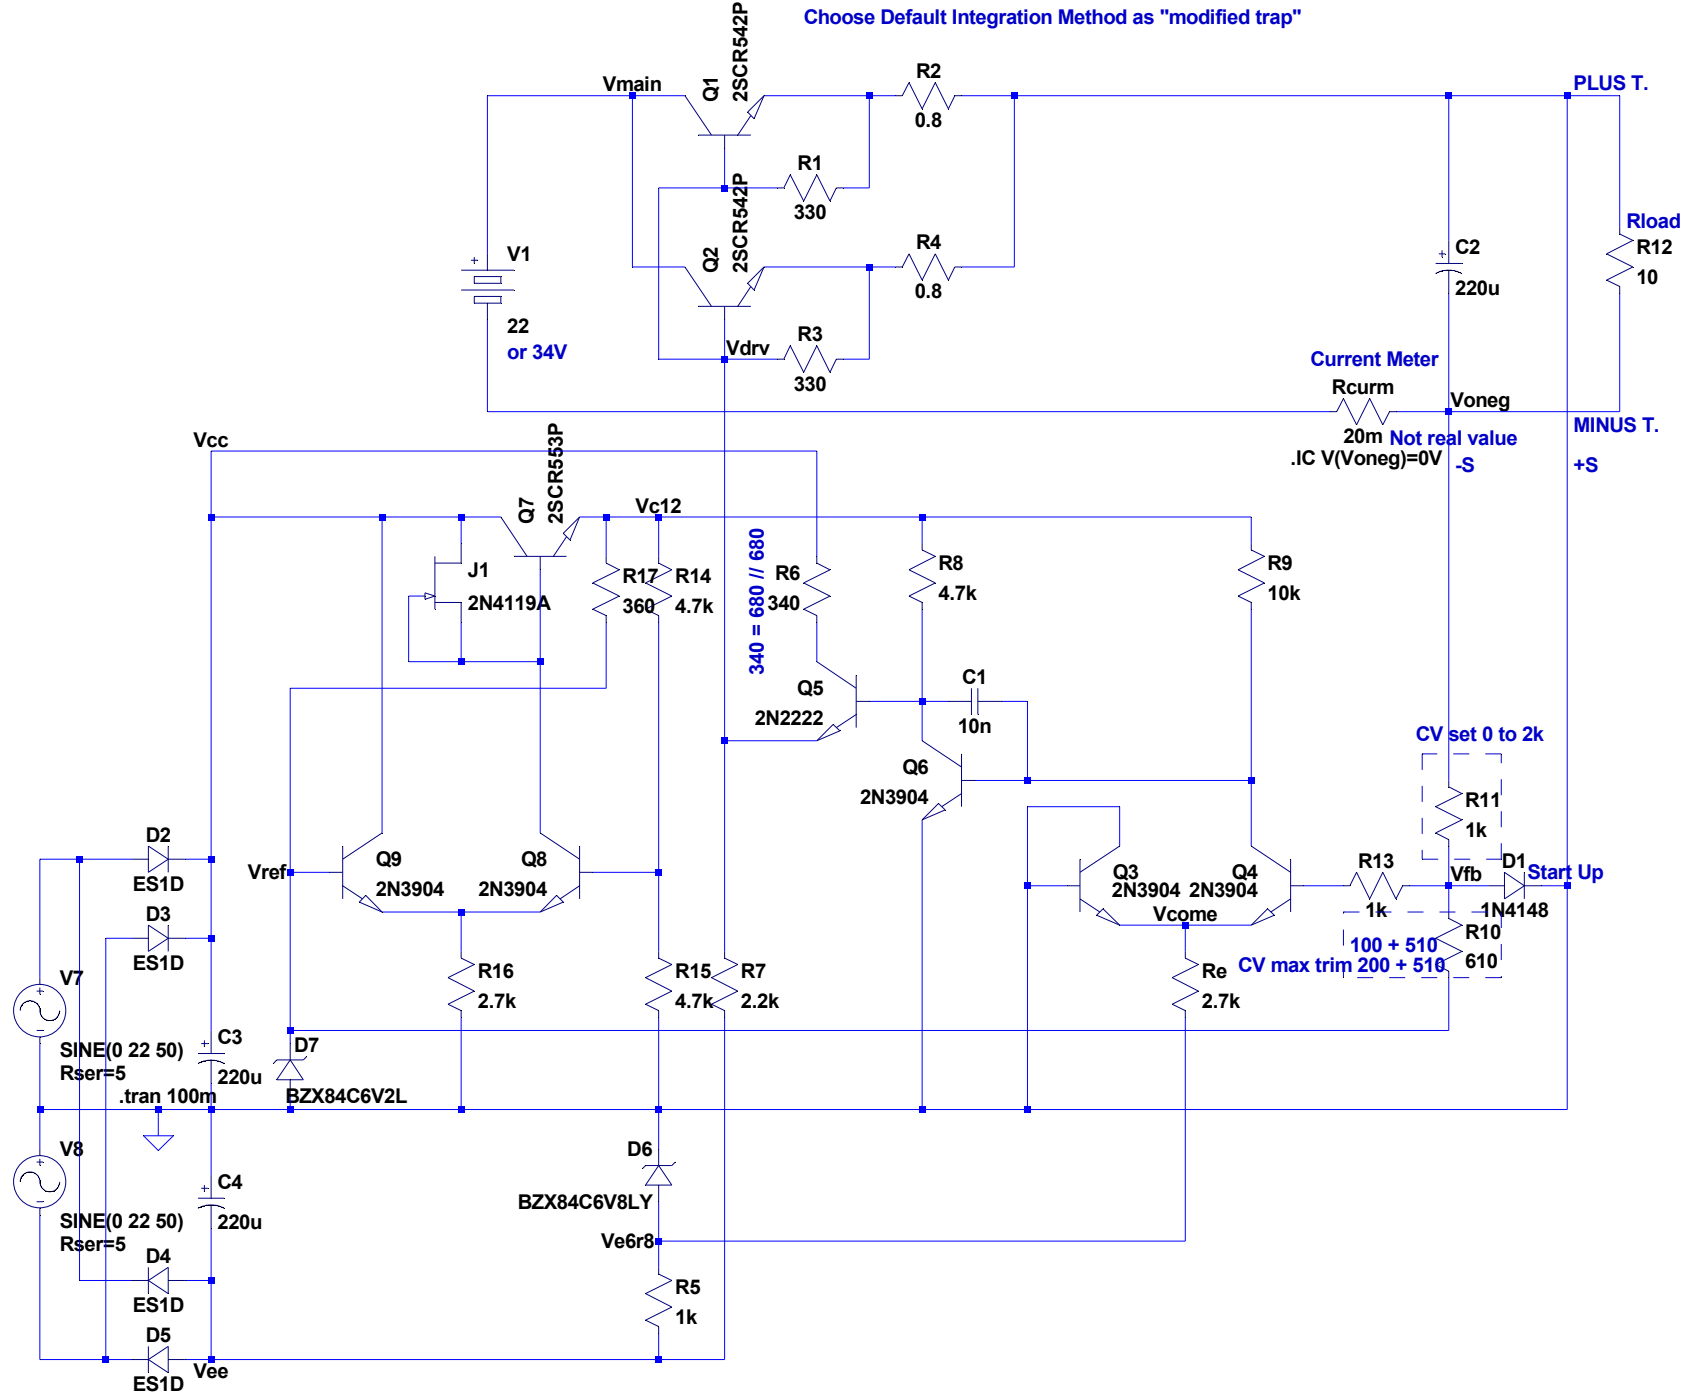 Choose Default Integration Method as "modified trap"
Vmain
Q1
2SCR542P
R2
0.8
PLUS T.
R1
330
Q2
2SCR542P
R4
0.8
V1
22
or 34V
Vdrv
R3
330
C2
220u
Rload
R12
10
Current Meter
Rcurm
20m
Not real value
.IC V(Voneg)=0V
Voneg
MINUS T.
-S
+S
Vcc
Q7
2SCR553P
Vc12
J1
2N4119A
R17
360
R14
4.7k
340 = 680 // 680
R6
340
R8
4.7k
R9
10k
Q5
2N2222
C1
10n
Q6
2N3904
CV set 0 to 2k
R11
1k
D2
ES1D
Vref
Q9
2N3904
Q8
2N3904
Q3
2N3904
Q4
2N3904
Vcome
R13
1k
Vfb
D1
1N4148
Start Up
D3
ES1D
R10
610
100 + 510
CV max trim 200 + 510
V7
SINE(0 22 50)
Rser=5
R16
2.7k
R15
4.7k
R7
2.2k
Re
2.7k
C3
220u
D7
BZX84C6V2L
.tran 100m
V8
SINE(0 22 50)
Rser=5
C4
220u
D6
BZX84C6V8LY
Ve6r8
D4
ES1D
R5
1k
D5
ES1D
Vee